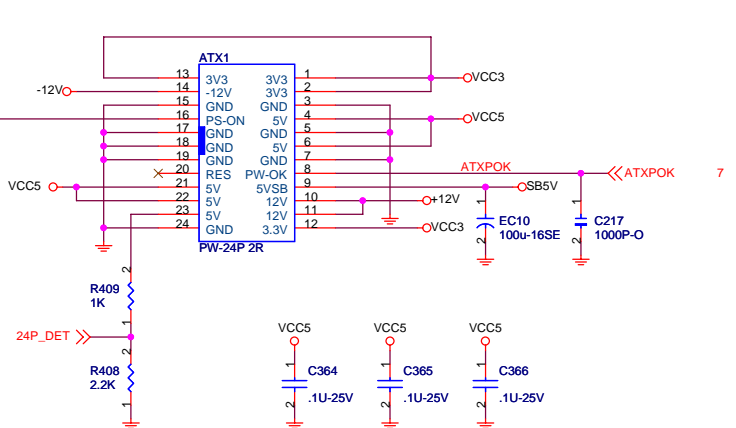 ATX1
13 3V3 3V3 1 VCC3
-12V 14 -12V 3V3 2
15 GND GND 3
16 PS-ON 5V 4 VCC5
17 GND GND 5
18 GND 5V 6
19 GND GND 7
20 RES PW-OK 8 ATXPOK ATXPOK 7
VCC5 21 5V 5VSB 9 SB5V
22 5V 12V 10 +12V
23 5V 12V 11
24 GND 3.3V 12 VCC3
PW-24P 2R
1
EC10
100u-16SE
2
1
C217
1000P-O
2
2
R409
1K
1
24P_DET
2
R408
2.2K
1
VCC5
1
C364
.1U-25V
2
VCC5
1
C365
.1U-25V
2
VCC5
1
C366
.1U-25V
2